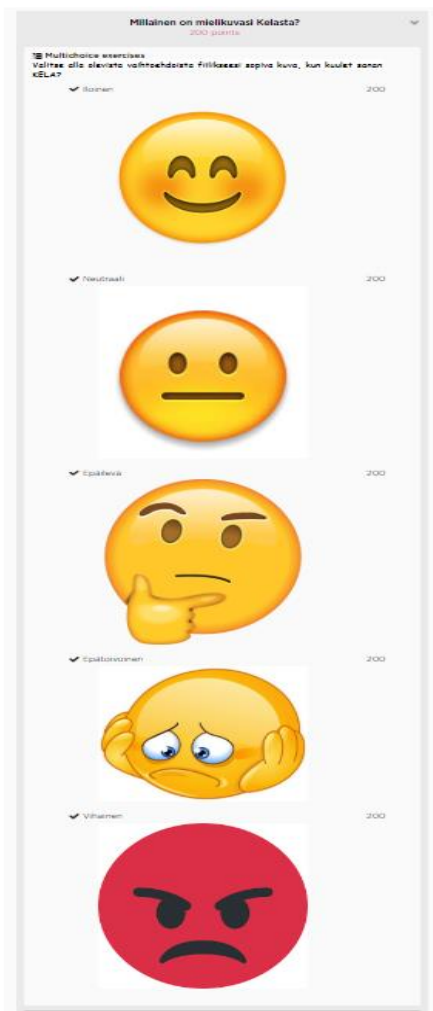 Millainen on mielikuvasi Kelasta?
200 points
Multichoice exercises
Valitse alla olevista vaihtoehdoista fiilikseesi sopiva kuva, kun kuulet sanan
KELA?
Iloinen 200
Neutraali 200
Epäilevä 200
Epätoivoinen 200
Vihainen 200